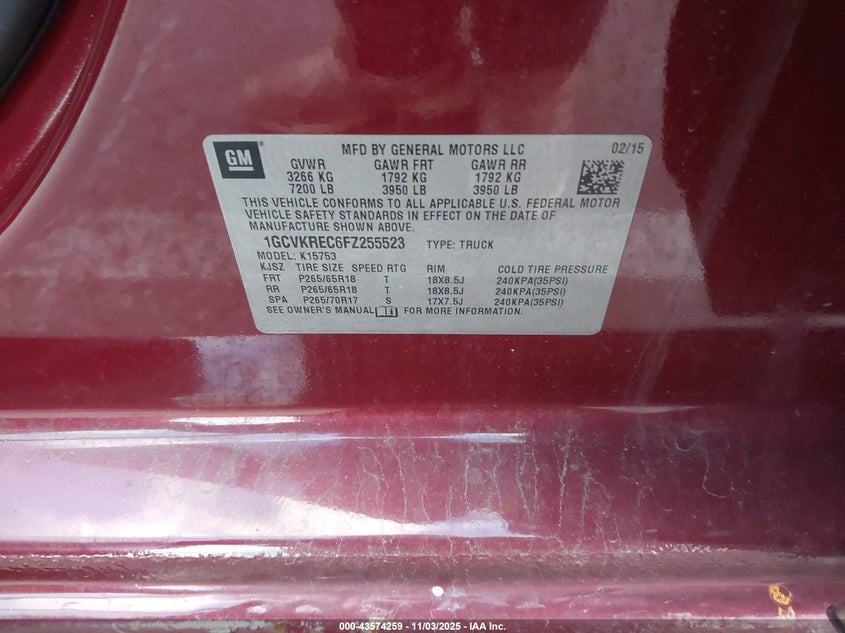 GM
MFD BY GENERAL MOTORS LLC 02/15
GVWR GAWR FRT GAWR RR
3266 KG 1792 KG 1792 KG
7200 LB 3950 LB 3950 LB
THIS VEHICLE CONFORMS TO ALL APPLICABLE U.S. FEDERAL MOTOR
VEHICLE SAFETY STANDARDS IN EFFECT ON THE DATE OF
MANUFACTURE SHOWN ABOVE.
1GCVKREC6FZ255523 TYPE: TRUCK
MODEL: K15753
KJSZ TIRE SIZE SPEED RTG RIM COLD TIRE PRESSURE
FRT P265/65R18 T 18X8.5J 240KPA(35PSI)
RR P265/65R18 T 18X8.5J 240KPA(35PSI)
SPA P265/70R17 S 17X7.5J 240KPA(35PSI)
SEE OWNER'S MANUAL FOR MORE INFORMATION.
000-43574259 - 11/03/2025 - IAA Inc.